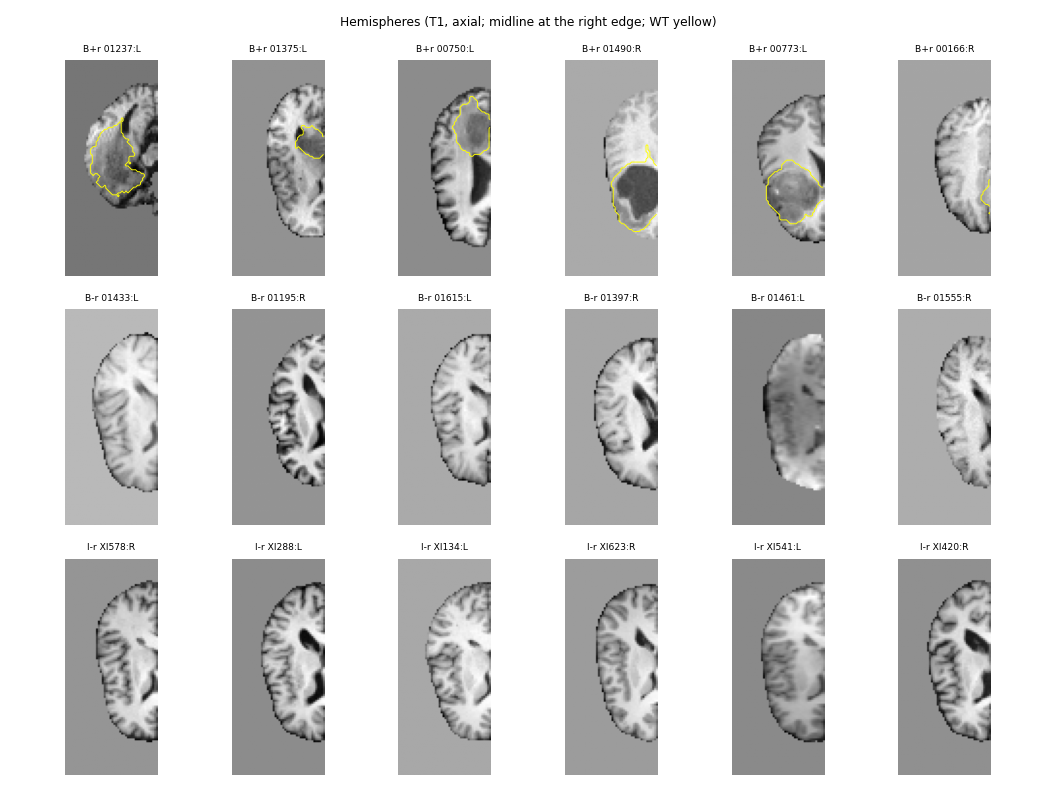 Hemispheres (T1, axial; midline at the right edge; WT yellow)
B+r 01237:L
B+r 01375:L
B+r 00750:L
B+r 01490:R
B+r 00773:L
B+r 00166:R
B-r 01433:L
B-r 01195:R
B-r 01615:L
B-r 01397:R
B-r 01461:L
B-r 01555:R
I-r XI578:R
I-r XI288:L
I-r XI134:L
I-r XI623:R
I-r XI541:L
I-r XI420:R